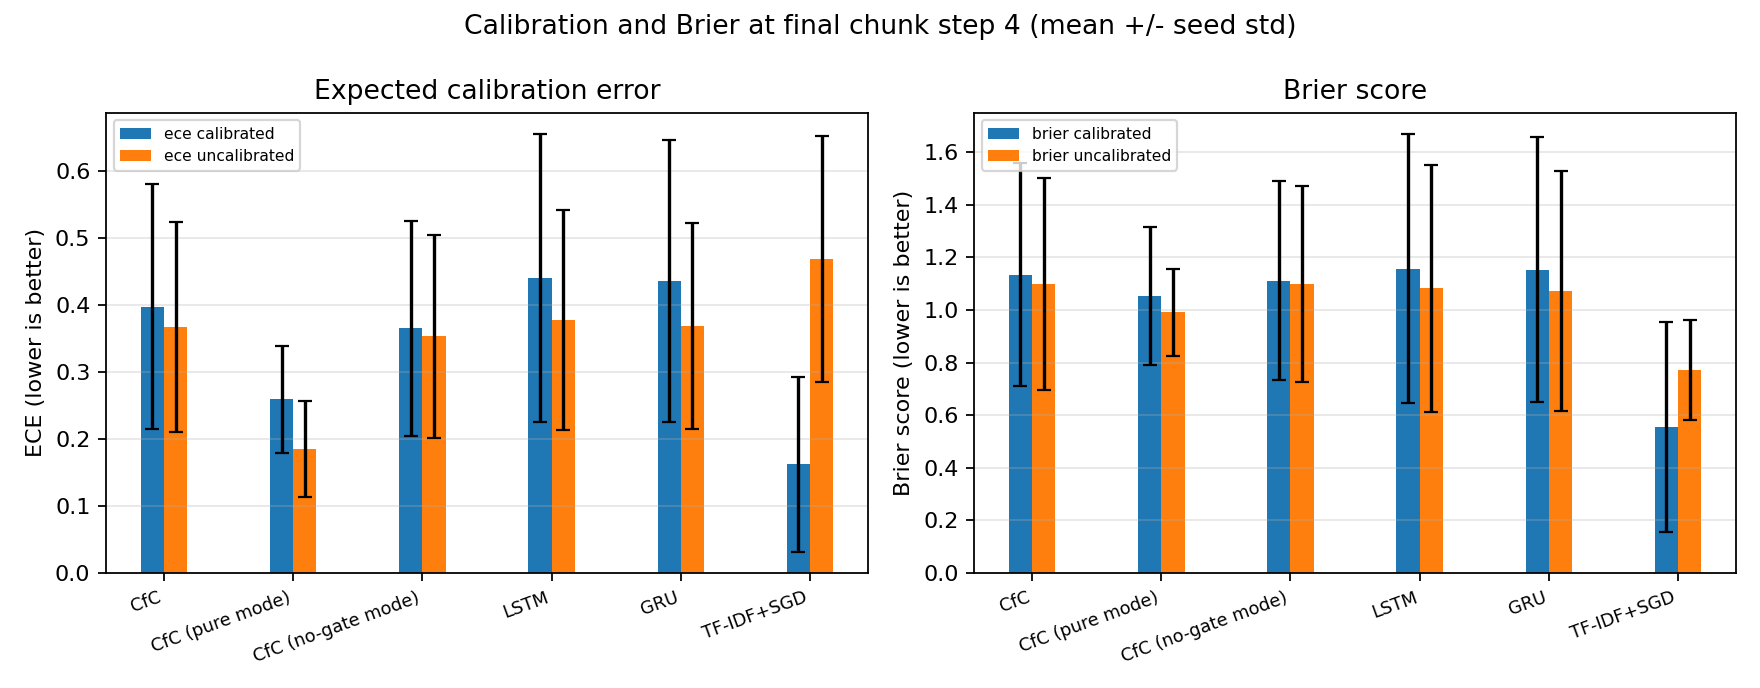 Calibration and Brier at final chunk step 4 (mean +/- seed std)
Expected calibration error
ece calibrated
ece uncalibrated
ECE (lower is better)
0.6
0.5
0.4
0.3
0.2
0.1
0.0
CfC
CfC (pure mode)
CfC (no-gate mode)
LSTM
GRU
TF-IDF+SGD
Brier score
brier calibrated
brier uncalibrated
Brier score (lower is better)
1.6
1.4
1.2
1.0
0.8
0.6
0.4
0.2
0.0
CfC
CfC (pure mode)
CfC (no-gate mode)
LSTM
GRU
TF-IDF+SGD